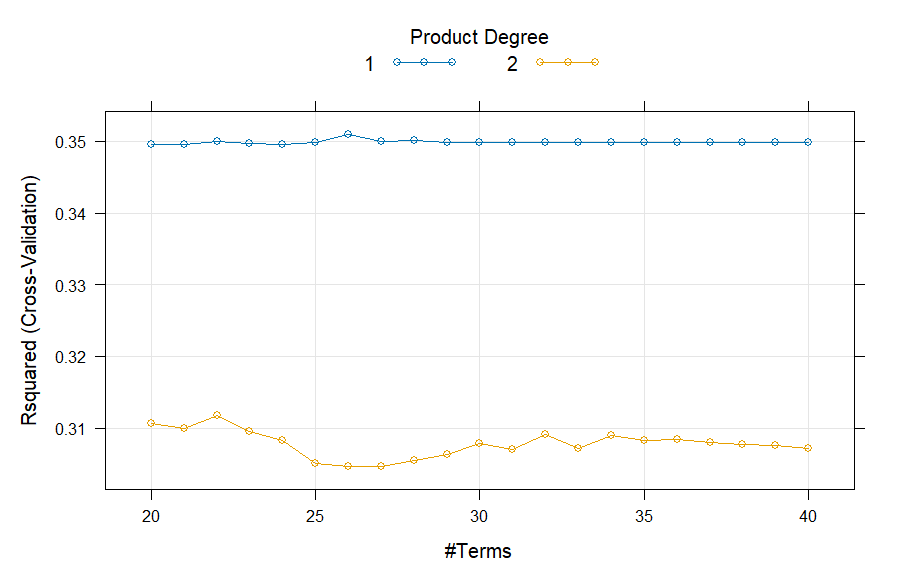 Product Degree
1 2
0.35
0.34
0.33
0.32
0.31
Rsquared (Cross-Validation)
20 25 30 35 40
#Terms